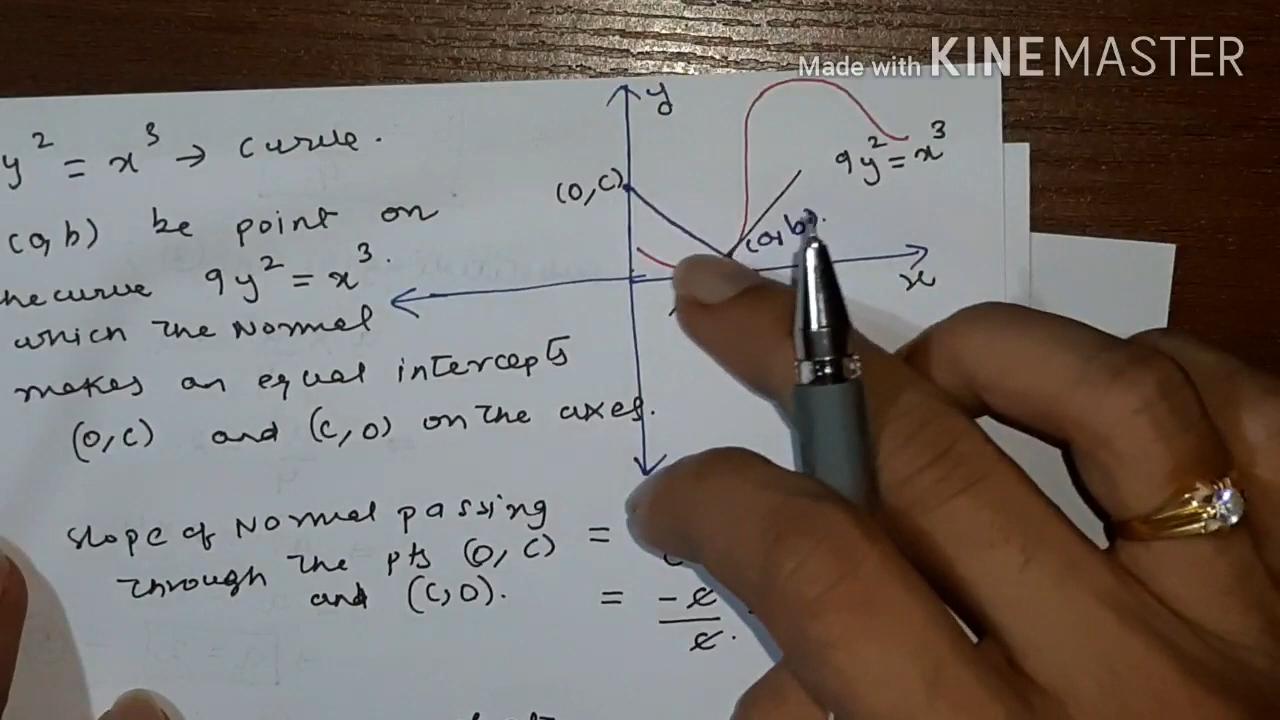 Made with KINEMASTER
y² = x³ → curve.
(a,b) be point on
he curve 9y² = x³.
which the Normal
makes an equal intercepts
(0,c) and (c,0) on the axes.
slope of Normal passing
through the pts (0,c) =
and (c,0). = -c/c.
y
(0,c)
9y² = x³
(a,b).
x